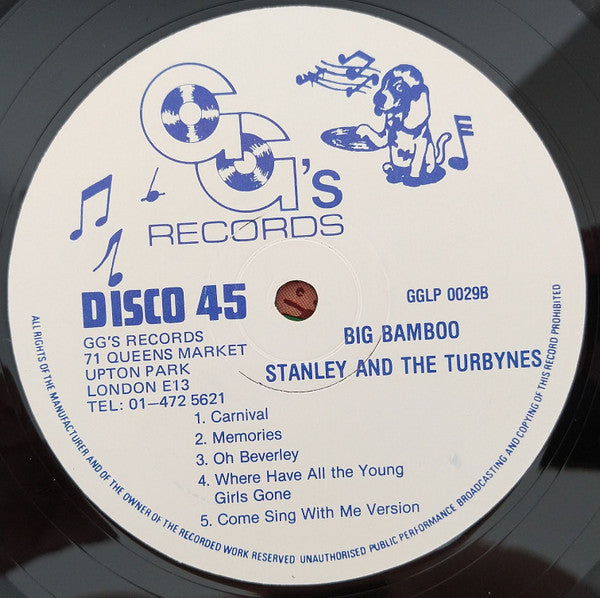 GG's
RECORDS
DISCO 45
GG'S RECORDS
71 QUEENS MARKET
UPTON PARK
LONDON E13
TEL: 01–472 5621
GGLP 0029B
BIG BAMBOO
STANLEY AND THE TURBYNES
1. Carnival
2. Memories
3. Oh Beverley
4. Where Have All the Young
Girls Gone
5. Come Sing With Me Version
ALL RIGHTS OF THE MANUFACTURER AND OF THE OWNER OF THE RECORDED WORK RESERVED UNAUTHORISED PUBLIC PERFORMANCE BROADCASTING AND COPYING OF THIS RECORD PROHIBITED